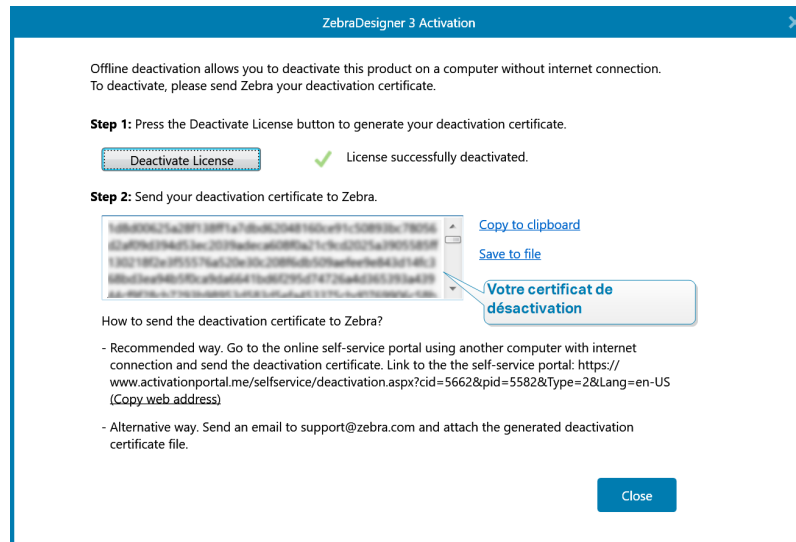 ZebraDesigner 3 Activation
Offline deactivation allows you to deactivate this product on a computer without internet connection.
To deactivate, please send Zebra your deactivation certificate.
Step 1: Press the Deactivate License button to generate your deactivation certificate.
Deactivate License
License successfully deactivated.
Step 2: Send your deactivation certificate to Zebra.
Copy to clipboard
Save to file
Votre certificat de
désactivation
How to send the deactivation certificate to Zebra?
- Recommended way. Go to the online self-service portal using another computer with internet
connection and send the deactivation certificate. Link to the the self-service portal: https://
www.activationportal.me/selfservice/deactivation.aspx?cid=5662&pid=5582&Type=2&Lang=en-US
(Copy web address)
- Alternative way. Send an email to support@zebra.com and attach the generated deactivation
certificate file.
Close